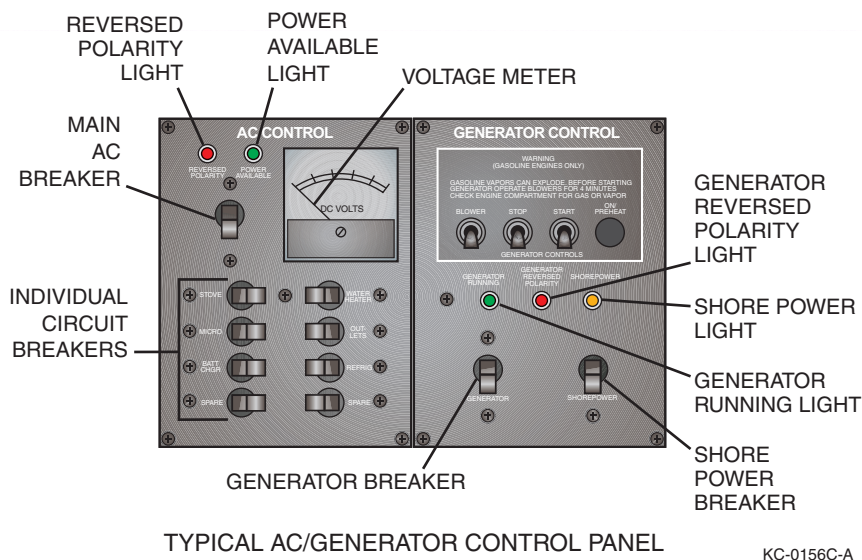 REVERSED
POLARITY
LIGHT
POWER
AVAILABLE
LIGHT
VOLTAGE METER
MAIN
AC
BREAKER
INDIVIDUAL
CIRCUIT
BREAKERS
AC CONTROL
REVERSED
POLARITY
POWER
AVAILABLE
DC VOLTS
STOVE
WATER
HEATER
MICRO
OUT-
LETS
BATT
CHGR
REFRIG
SPARE
SPARE
GENERATOR CONTROL
WARNING
(GASOLINE ENGINES ONLY)
GASOLINE VAPORS CAN EXPLODE. BEFORE STARTING
GENERATOR OPERATE BLOWERS FOR 4 MINUTES
CHECK ENGINE COMPARTMENT FOR GAS OR VAPOR
BLOWER
STOP
START
ON/
PREHEAT
GENERATOR CONTROLS
GENERATOR
RUNNING
GENERATOR
REVERSED
POLARITY
SHOREPOWER
GENERATOR
SHOREPOWER
GENERATOR
REVERSED
POLARITY
LIGHT
SHORE POWER
LIGHT
GENERATOR
RUNNING LIGHT
SHORE
POWER
BREAKER
GENERATOR BREAKER
TYPICAL AC/GENERATOR CONTROL PANEL
KC-0156C-A